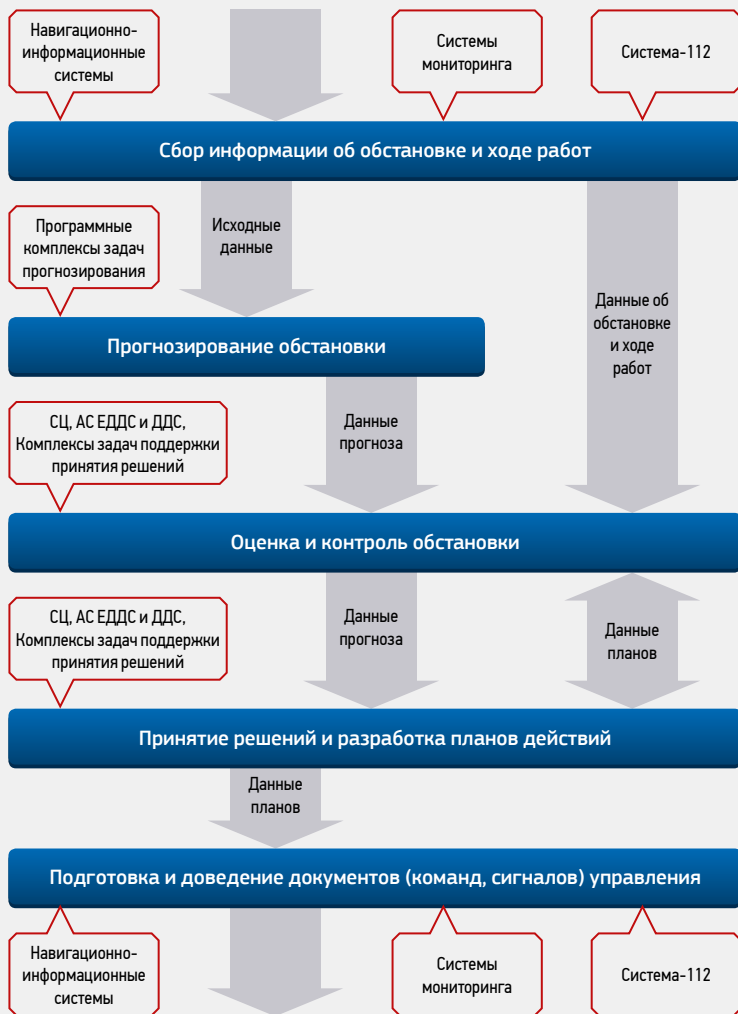 Навигационно-
информационные
системы
Системы
мониторинга
Система-112
Сбор информации об обстановке и ходе работ
Программные
комплексы задач
прогнозирования
Исходные
данные
Данные об
обстановке
и ходе
работ
Прогнозирование обстановки
СЦ, АС ЕДДС и ДДС,
Комплексы задач поддержки
принятия решений
Данные
прогноза
Оценка и контроль обстановки
СЦ, АС ЕДДС и ДДС,
Комплексы задач поддержки
принятия решений
Данные
прогноза
Данные
планов
Принятие решений и разработка планов действий
Данные
планов
Подготовка и доведение документов (команд, сигналов) управления
Навигационно-
информационные
системы
Системы
мониторинга
Система-112